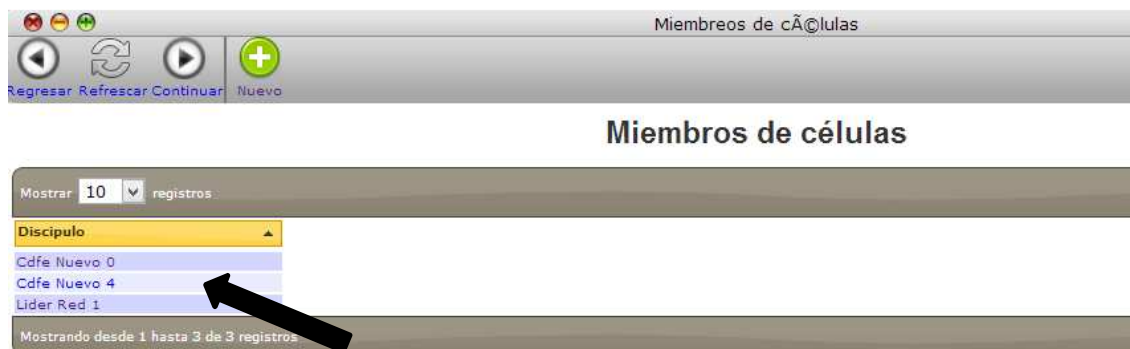 Miembreos de cÃ©lulas
Regresar Refrescar Continuar Nuevo
Miembros de células
Mostrar 10 registros
Discipulo
Cdfe Nuevo 0
Cdfe Nuevo 4
Lider Red 1
Mostrando desde 1 hasta 3 de 3 registros